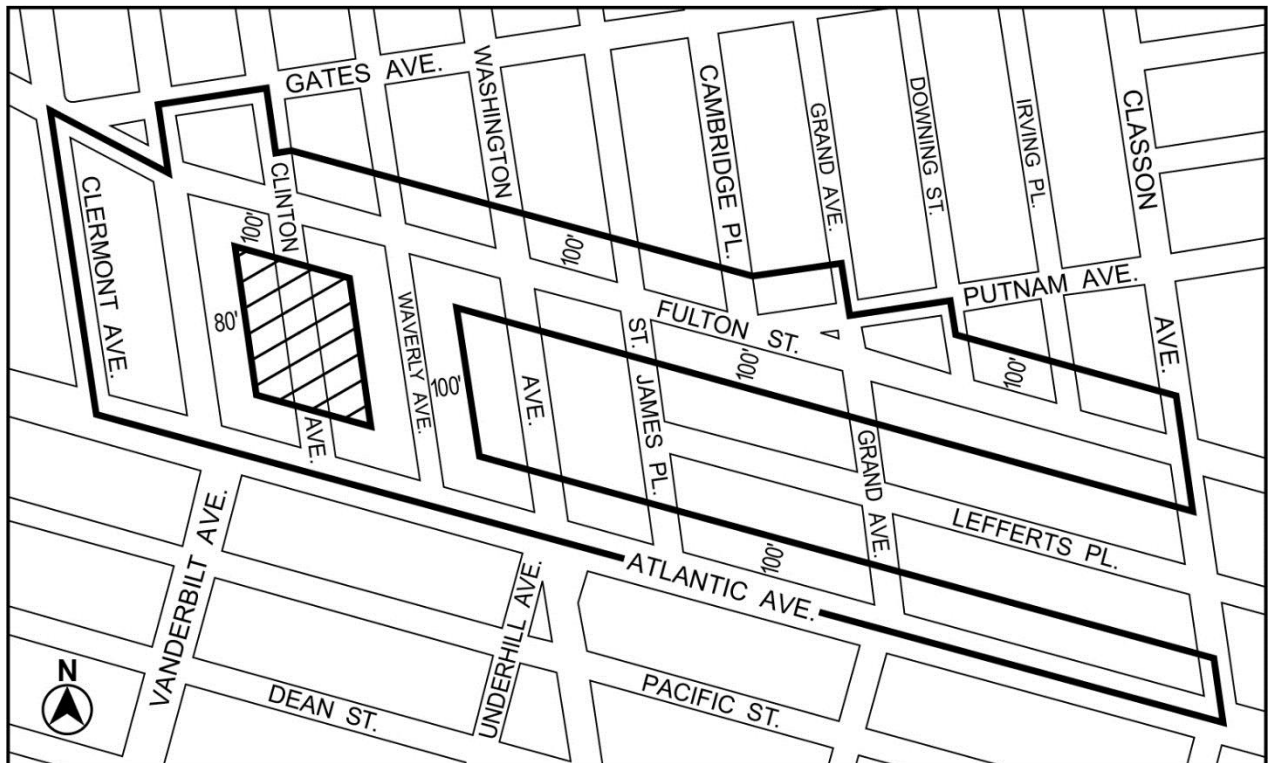 GATES AVE.
WASHINGTON
AVE.
CAMBRIDGE PL.
GRAND AVE.
DOWNING ST.
IRVING PL.
CLASSON
AVE.
CLERMONT AVE.
CLINTON
AVE.
100'
80'
100'
WAVERLY AVE.
100'
PUTNAM AVE.
FULTON ST.
100'
100'
ST. JAMES PL.
GRAND AVE.
LEFFERTS PL.
100'
ATLANTIC AVE.
VANDERBILT AVE.
UNDERHILL AVE.
DEAN ST.
PACIFIC ST.
N